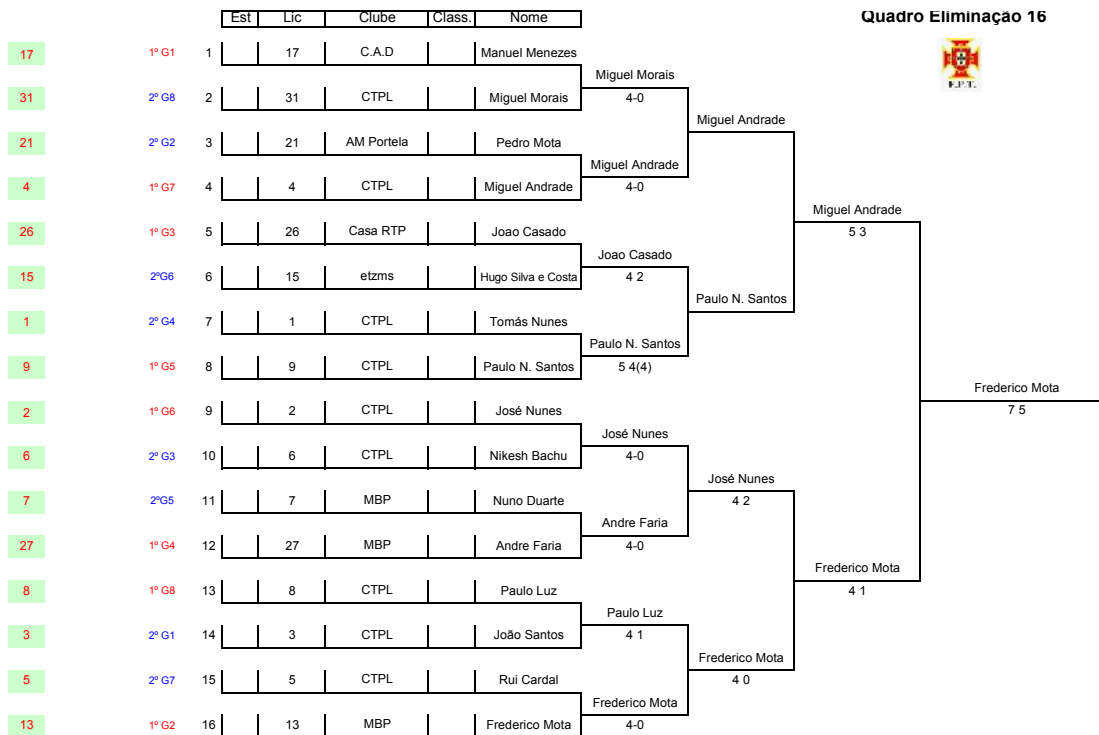 Est Lic Clube Class. Nome Quadro Eliminação 16
F.P.T.
17 1º G1 1 17 C.A.D Manuel Menezes
Miguel Morais
31 2º G8 2 31 CTPL Miguel Morais 4-0
Miguel Andrade
21 2º G2 3 21 AM Portela Pedro Mota
Miguel Andrade
4 1º G7 4 4 CTPL Miguel Andrade 4-0
Miguel Andrade
26 1º G3 5 26 Casa RTP Joao Casado 5 3
Joao Casado
15 2ºG6 6 15 etzms Hugo Silva e Costa 4 2
Paulo N. Santos
1 2º G4 7 1 CTPL Tomás Nunes
Paulo N. Santos
9 1º G5 8 9 CTPL Paulo N. Santos 5 4(4)
Frederico Mota
2 1º G6 9 2 CTPL José Nunes 7 5
José Nunes
6 2º G3 10 6 CTPL Nikesh Bachu 4-0
José Nunes
7 2ºG5 11 7 MBP Nuno Duarte 4 2
Andre Faria
27 1º G4 12 27 MBP Andre Faria 4-0
Frederico Mota
8 1º G8 13 8 CTPL Paulo Luz 4 1
Paulo Luz
3 2º G1 14 3 CTPL João Santos 4 1
Frederico Mota
5 2º G7 15 5 CTPL Rui Cardal 4 0
Frederico Mota
13 1º G2 16 13 MBP Frederico Mota 4-0